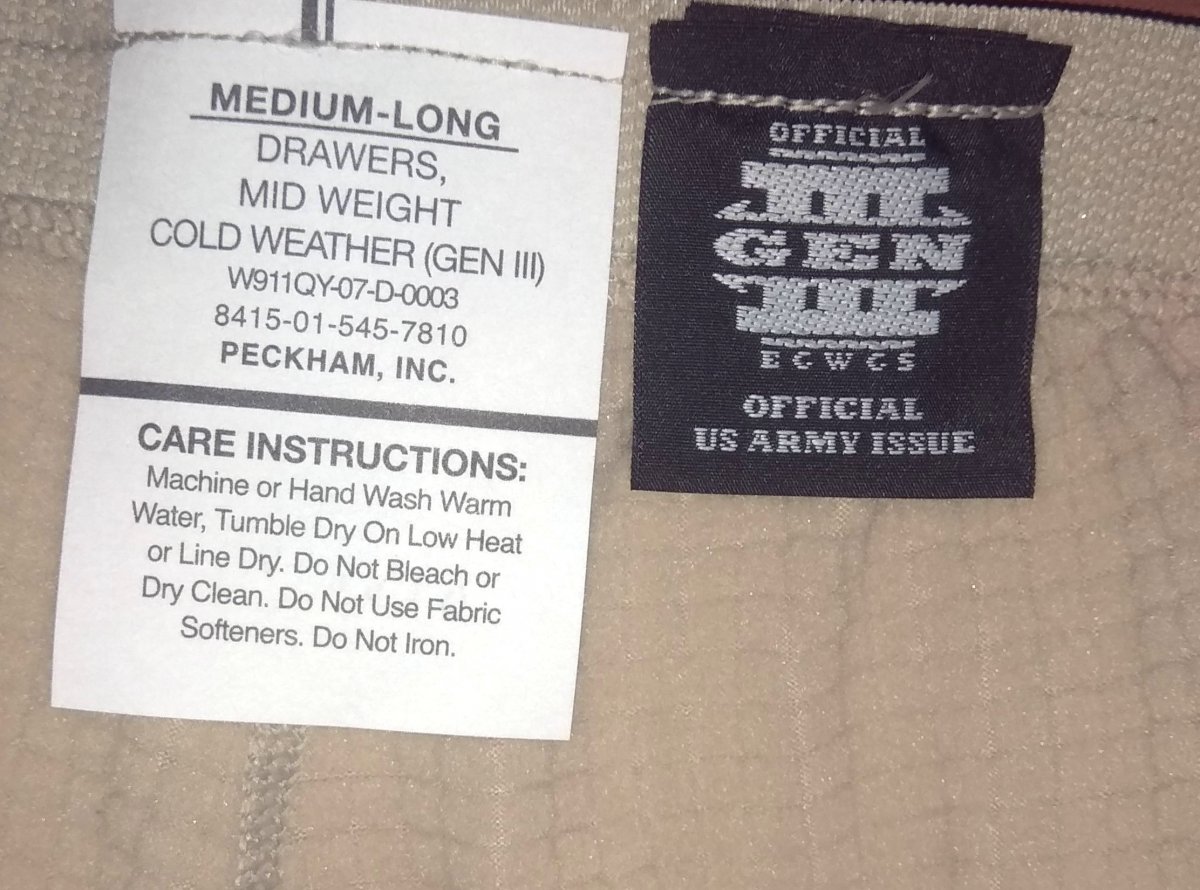 MEDIUM-LONG
DRAWERS,
MID WEIGHT
COLD WEATHER (GEN III)
W911QY-07-D-0003
8415-01-545-7810
PECKHAM, INC.
CARE INSTRUCTIONS:
Machine or Hand Wash Warm
Water, Tumble Dry On Low Heat
or Line Dry. Do Not Bleach or
Dry Clean. Do Not Use Fabric
Softeners. Do Not Iron.
OFFICIAL
III
GEN
III
ECWCS
OFFICIAL
US ARMY ISSUE